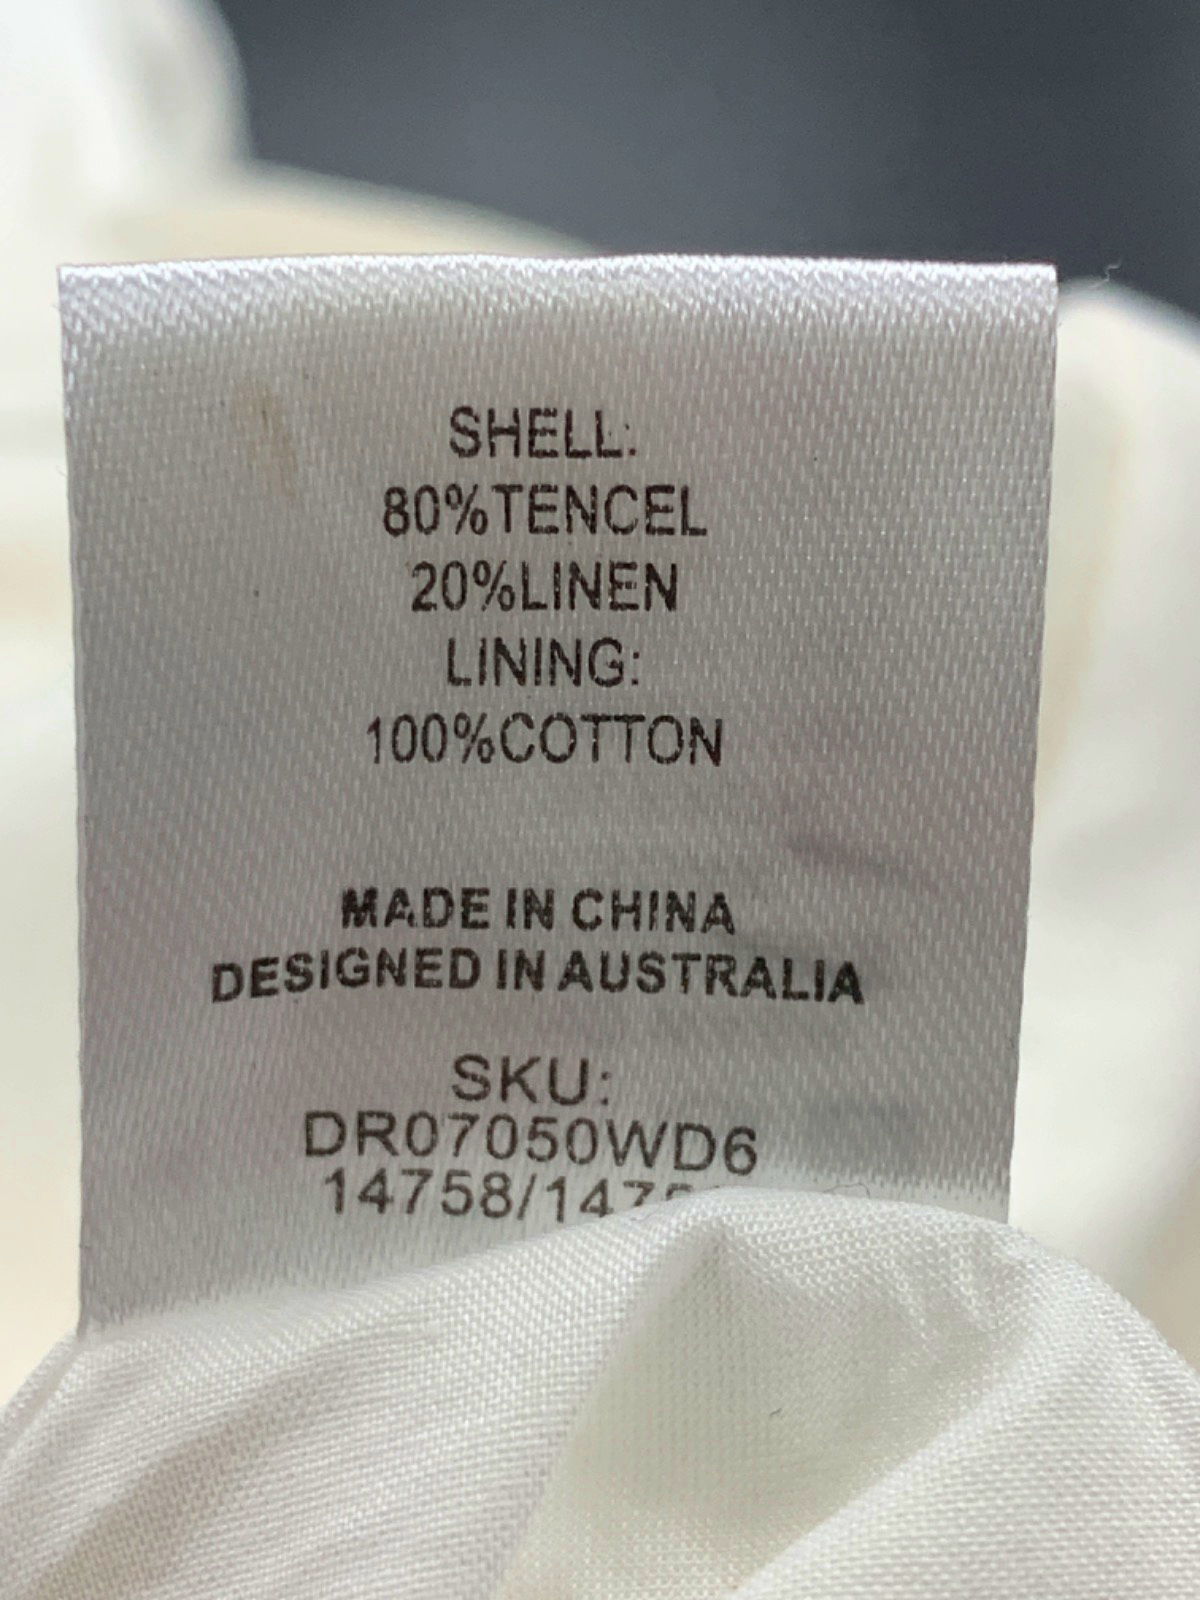 SHELL:
80%TENCEL
20%LINEN
LINING:
100%COTTON
MADE IN CHINA
DESIGNED IN AUSTRALIA
SKU:
DR07050WD6